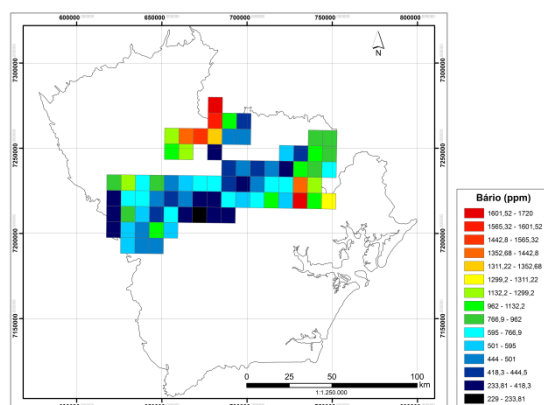 600000 650000 700000 750000 800000
N
7300000
7250000
7200000
7150000
Bário (ppm)
1601,52 - 1720
1565,32 - 1601,52
1442,8 - 1565,32
1352,68 - 1442,8
1311,22 - 1352,68
1299,2 - 1311,22
1132,2 - 1299,2
962 - 1132,2
766,9 - 962
595 - 766,9
501 - 595
444 - 501
418,3 - 444,5
233,81 - 418,3
229 - 233,81
0 25 50 100
km
1:1.250.000